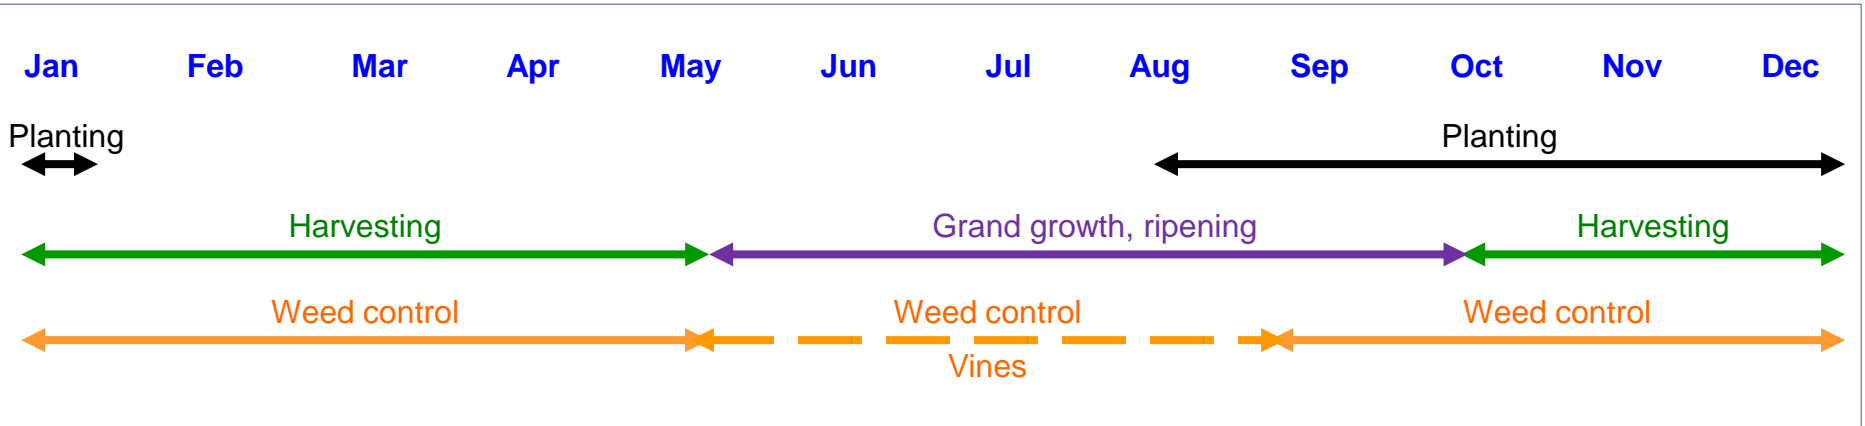 Jan Feb Mar Apr May Jun Jul Aug Sep Oct Nov Dec
Planting Planting
Harvesting Grand growth, ripening Harvesting
Weed control Weed control Weed control
Vines